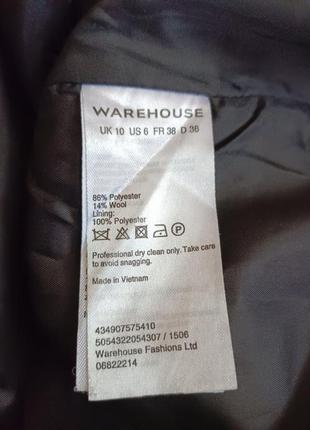 WAREHOUSE
UK 10 US 6 FR 38 D 36
86% Polyester
14% Wool
Lining:
100% Polyester
P
Professional dry clean only. Take care
to avoid snagging.
Made in Vietnam
434907575410
5054322054307 / 1506
Warehouse Fashions Ltd
06822214